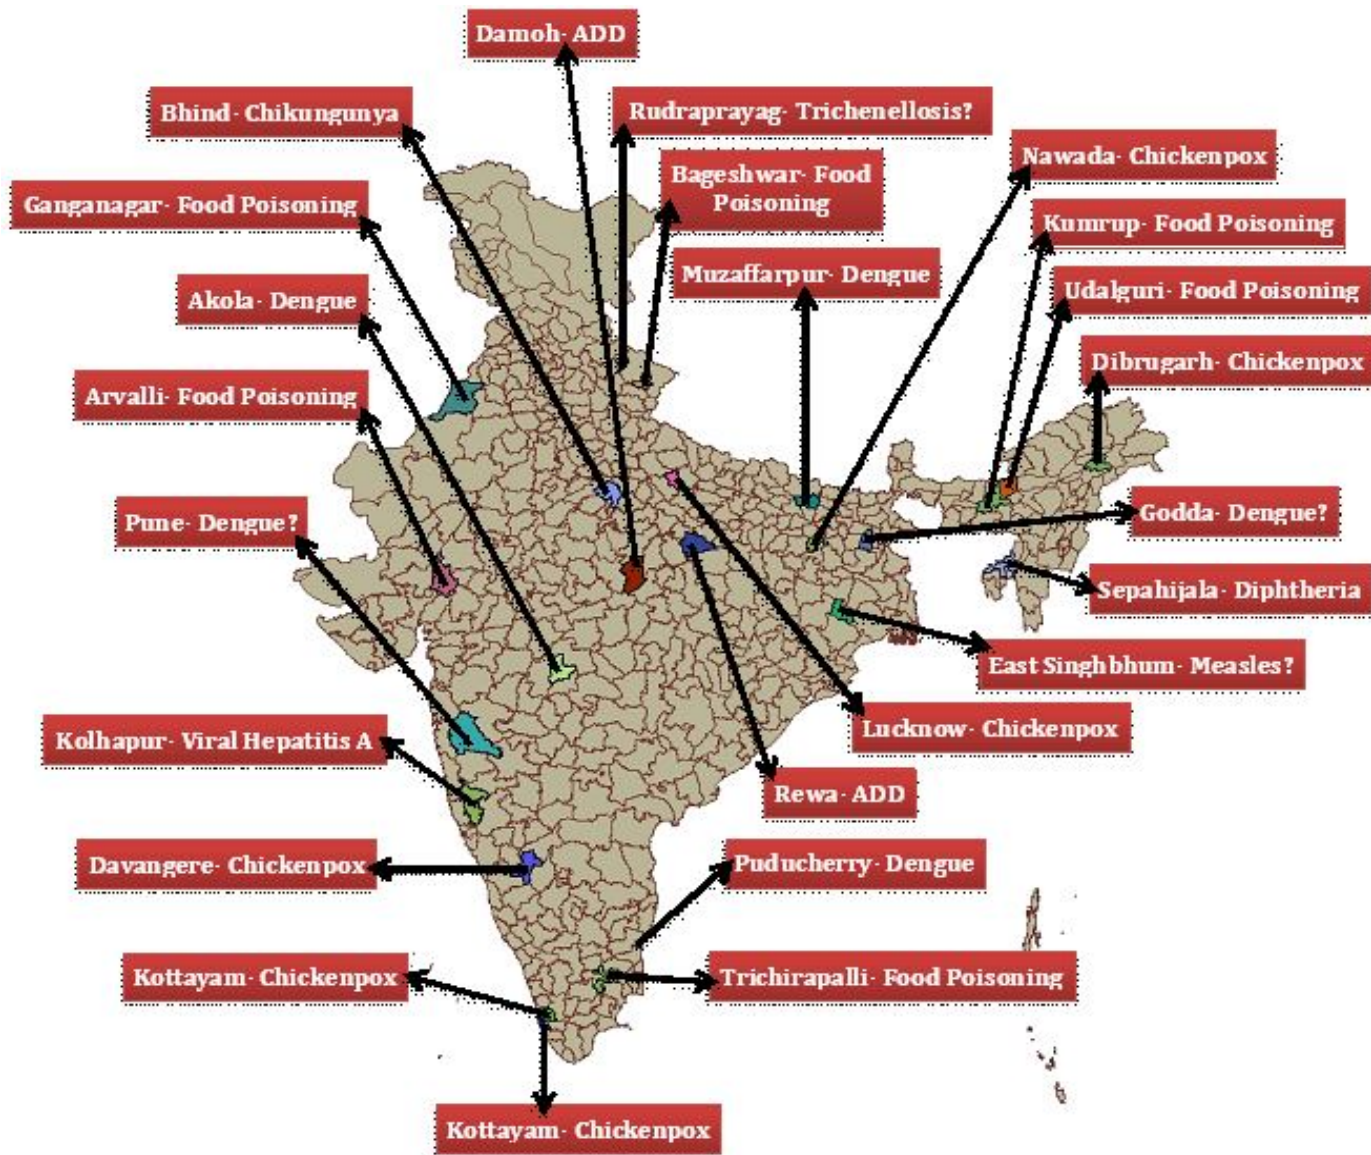 Damoh- ADD
Bhind- Chikungunya
Rudraprayag- Trichenellosis?
Nawada- Chickenpox
Bageshwar- Food
Poisoning
Ganganagar- Food Poisoning
Kumrup- Food Poisoning
Muzaffarpur- Dengue
Akola- Dengue
Udalguri- Food Poisoning
Dibrugarh- Chickenpox
Arvalli- Food Poisoning
Pune- Dengue?
Godda- Dengue?
Sepahijala- Diphtheria
East Singhbhum- Measles?
Lucknow- Chickenpox
Kolhapur- Viral Hepatitis A
Rewa- ADD
Davangere- Chickenpox
Puducherry- Dengue
Kottayam- Chickenpox
Trichirapalli- Food Poisoning
Kottayam- Chickenpox